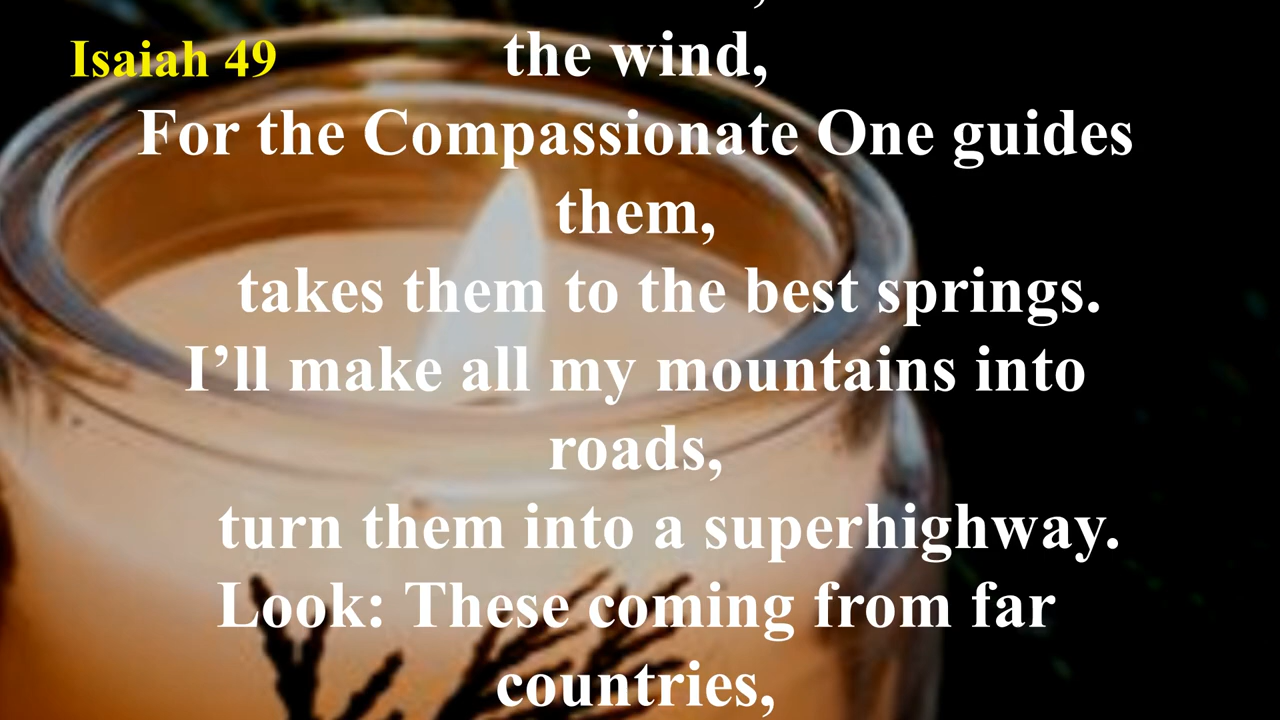 Isaiah 49
the wind,
For the Compassionate One guides
them,
takes them to the best springs.
I’ll make all my mountains into
roads,
turn them into a superhighway.
Look: These coming from far
countries,